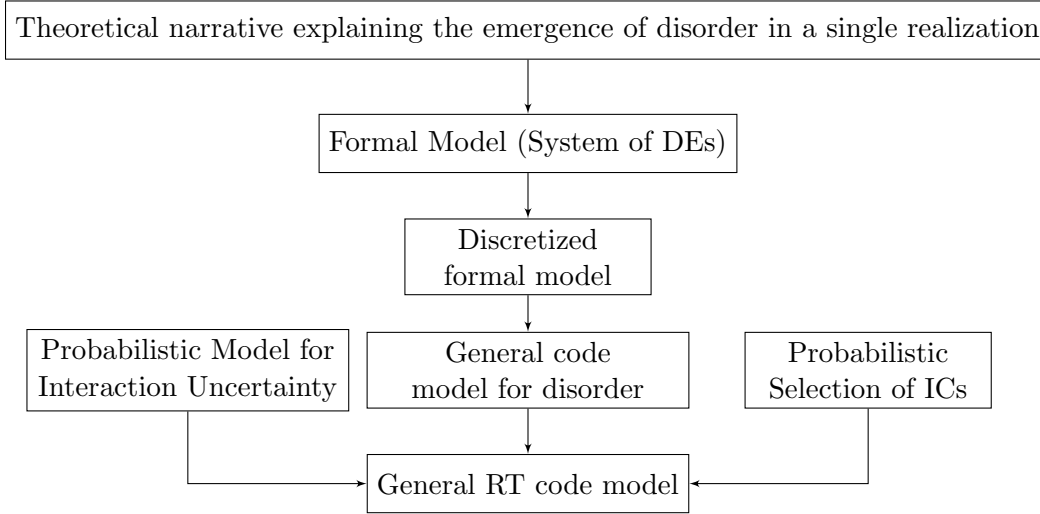 Theoretical narrative explaining the emergence of disorder in a single realization
Formal Model (System of DEs)
Discretized
formal model
Probabilistic Model for
Interaction Uncertainty
General code
model for disorder
Probabilistic
Selection of ICs
General RT code model